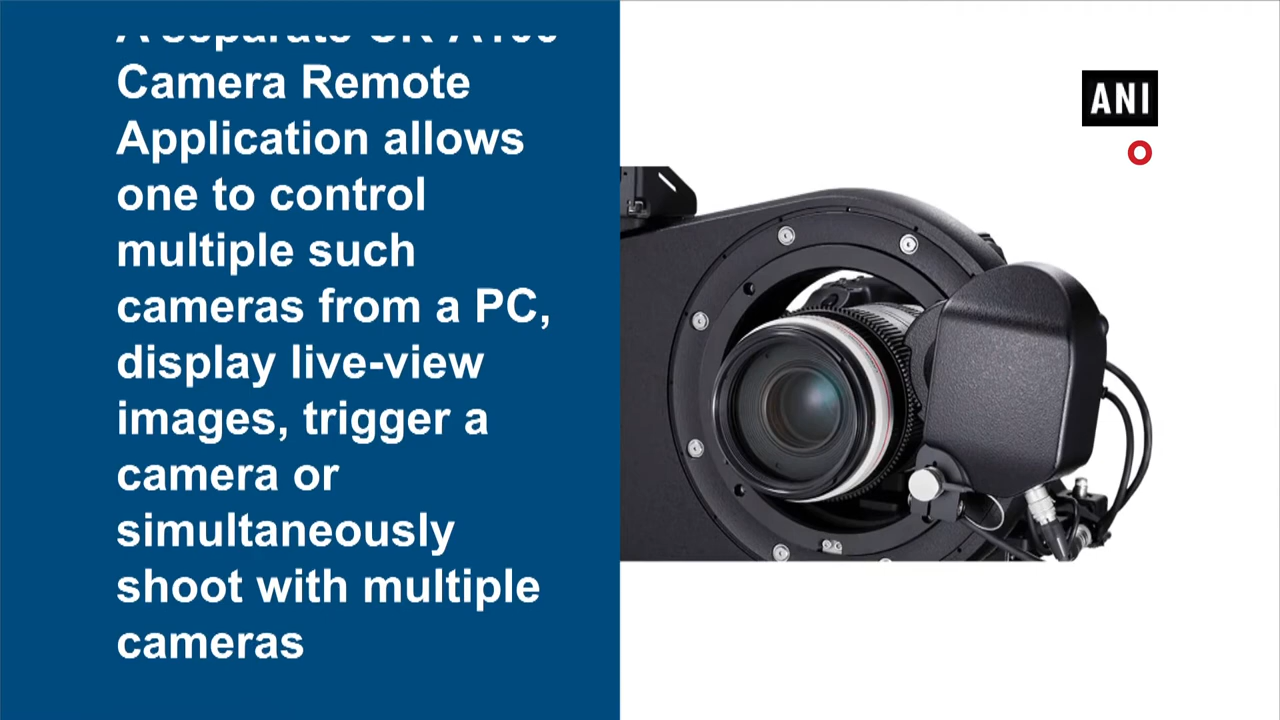 A separate
Camera Remote
Application allows
one to control
multiple such
cameras from a PC,
display live-view
images, trigger a
camera or
simultaneously
shoot with multiple
cameras
ANI